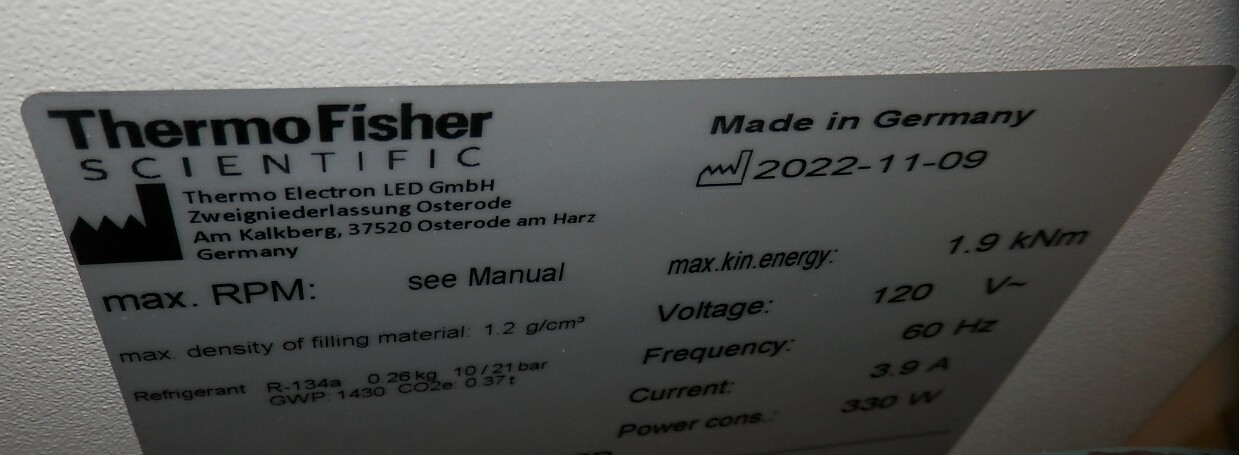 ThermoFisher
SCIENTIFIC
Thermo Electron LED GmbH
Zweigniederlassung Osterode
Am Kalkberg, 37520 Osterode am Harz
Germany
Made in Germany
2022-11-09
max. RPM: see Manual
max. density of filling material: 1.2 g/cm³
Refrigerant R-134a 0.26 kg 10 / 21 bar
GWP: 1430 CO2e: 0.37 t
max.kin.energy: 1.9 kNm
Voltage: 120 V~
Frequency: 60 Hz
Current: 3.9 A
Power cons.: 330 W